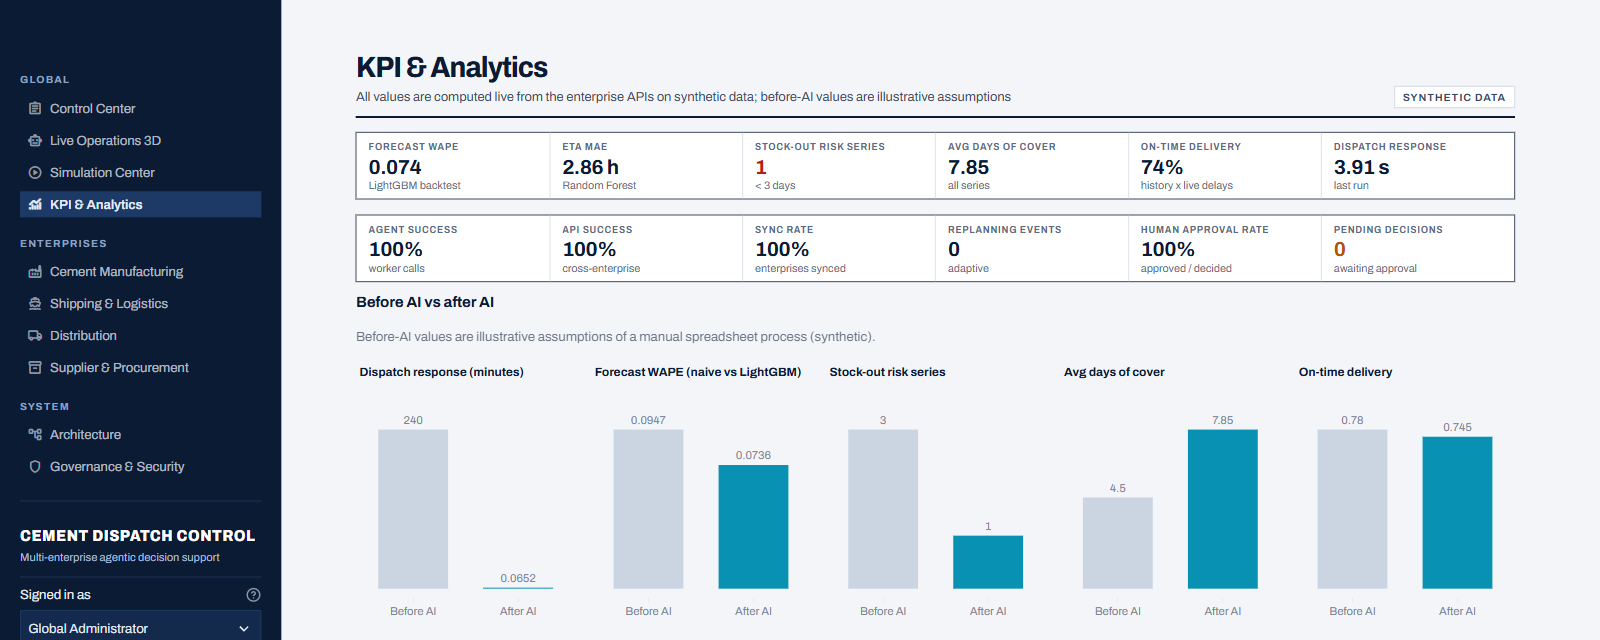 GLOBAL
Control Center
Live Operations 3D
Simulation Center
KPI & Analytics
ENTERPRISES
Cement Manufacturing
Shipping & Logistics
Distribution
Supplier & Procurement
SYSTEM
Architecture
Governance & Security
CEMENT DISPATCH CONTROL
Multi-enterprise agentic decision support
Signed in as
Global Administrator
KPI & Analytics
All values are computed live from the enterprise APIs on synthetic data; before-AI values are illustrative assumptions
SYNTHETIC DATA
FORECAST WAPE
0.074
LightGBM backtest
ETA MAE
2.86 h
Random Forest
STOCK-OUT RISK SERIES
1
< 3 days
AVG DAYS OF COVER
7.85
all series
ON-TIME DELIVERY
74%
history x live delays
DISPATCH RESPONSE
3.91 s
last run
AGENT SUCCESS
100%
worker calls
API SUCCESS
100%
cross-enterprise
SYNC RATE
100%
enterprises synced
REPLANNING EVENTS
0
adaptive
HUMAN APPROVAL RATE
100%
approved / decided
PENDING DECISIONS
0
awaiting approval
Before AI vs after AI
Before-AI values are illustrative assumptions of a manual spreadsheet process (synthetic).
Dispatch response (minutes)
240
0.0652
Before AI
After AI
Forecast WAPE (naive vs LightGBM)
0.0947
0.0736
Before AI
After AI
Stock-out risk series
3
1
Before AI
After AI
Avg days of cover
4.5
7.85
Before AI
After AI
On-time delivery
0.78
0.745
Before AI
After AI